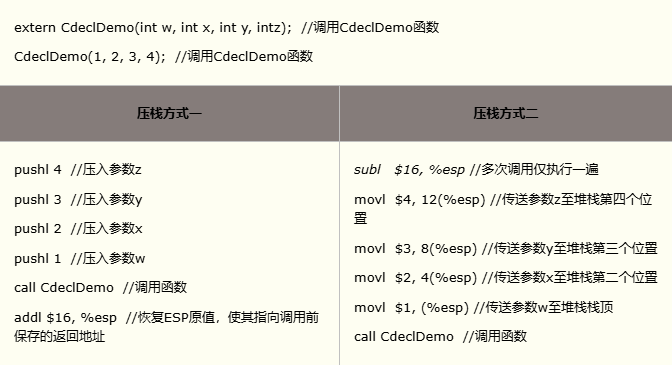 extern CdeclDemo(int w, int x, int y, intz);  //调用CdeclDemo函数
CdeclDemo(1, 2, 3, 4);  //调用CdeclDemo函数
压栈方式一
pushl 4  //压入参数z
pushl 3  //压入参数y
pushl 2  //压入参数x
pushl 1  //压入参数w
call CdeclDemo  //调用函数
addl $16, %esp  //恢复ESP原值，使其指向调用前
保存的返回地址
压栈方式二
subl   $16, %esp //多次调用仅执行一遍
movl  $4, 12(%esp) //传送参数z至堆栈第四个位
置
movl  $3, 8(%esp) //传送参数y至堆栈第三个位置
movl  $2, 4(%esp) //传送参数x至堆栈第二个位置
movl  $1, (%esp) //传送参数w至堆栈栈顶
call CdeclDemo  //调用函数